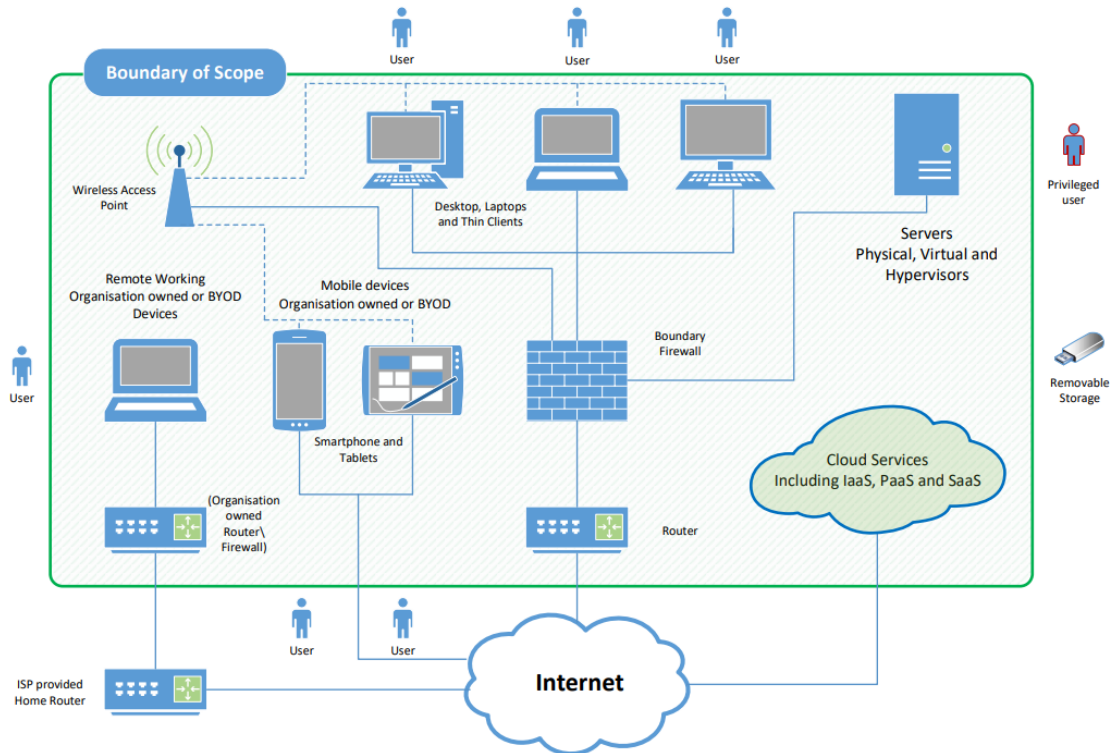 User
User
User
Boundary of Scope
Wireless Access
Point
Desktop, Laptops
and Thin Clients
Privileged
user
Servers
Physical, Virtual and
Hypervisors
Remote Working
Organisation owned or BYOD
Devices
Mobile devices
Organisation owned or BYOD
Boundary
Firewall
User
Removable
Storage
Smartphone and
Tablets
Cloud Services
Including IaaS, PaaS and SaaS
(Organisation
owned
Router\
Firewall)
Router
User
User
ISP provided
Home Router
Internet